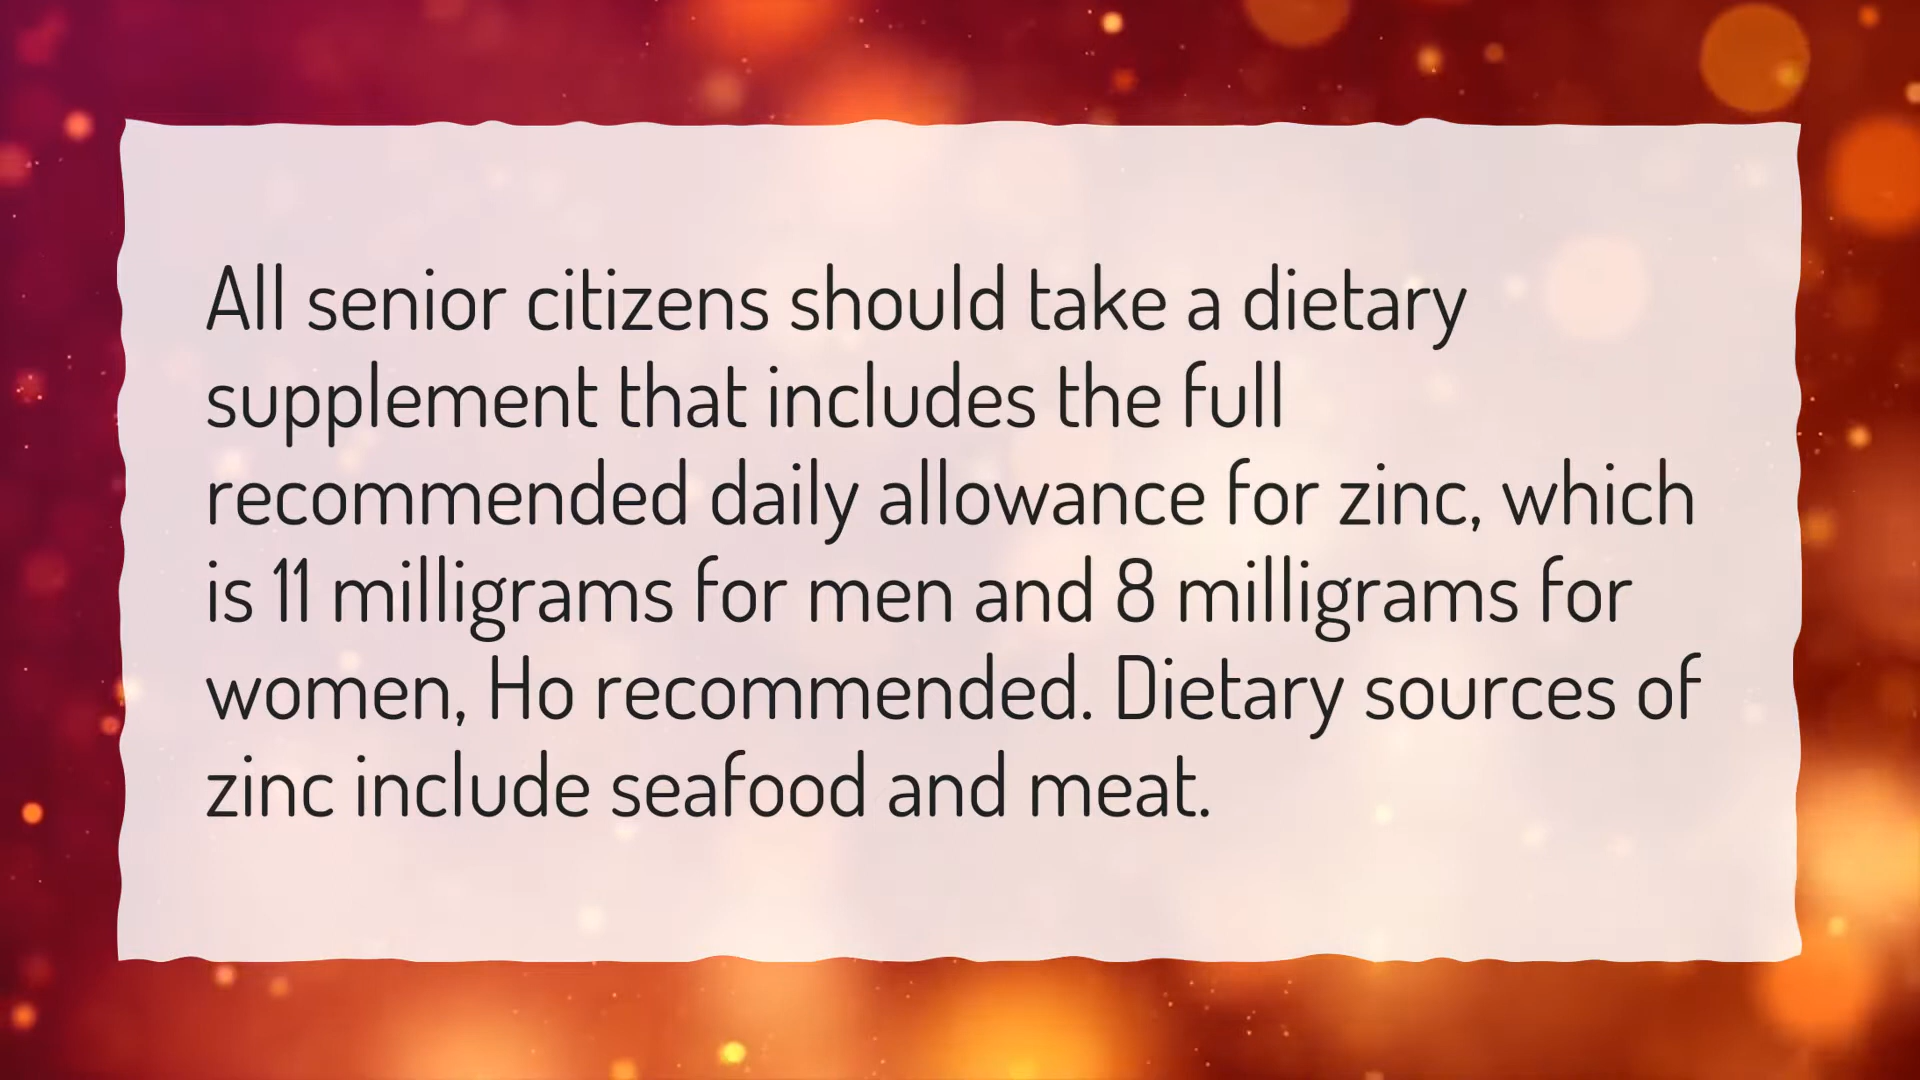 All senior citizens should take a dietary
supplement that includes the full
recommended daily allowance for zinc, which
is 11 milligrams for men and 8 milligrams for
women, Ho recommended. Dietary sources of
zinc include seafood and meat.